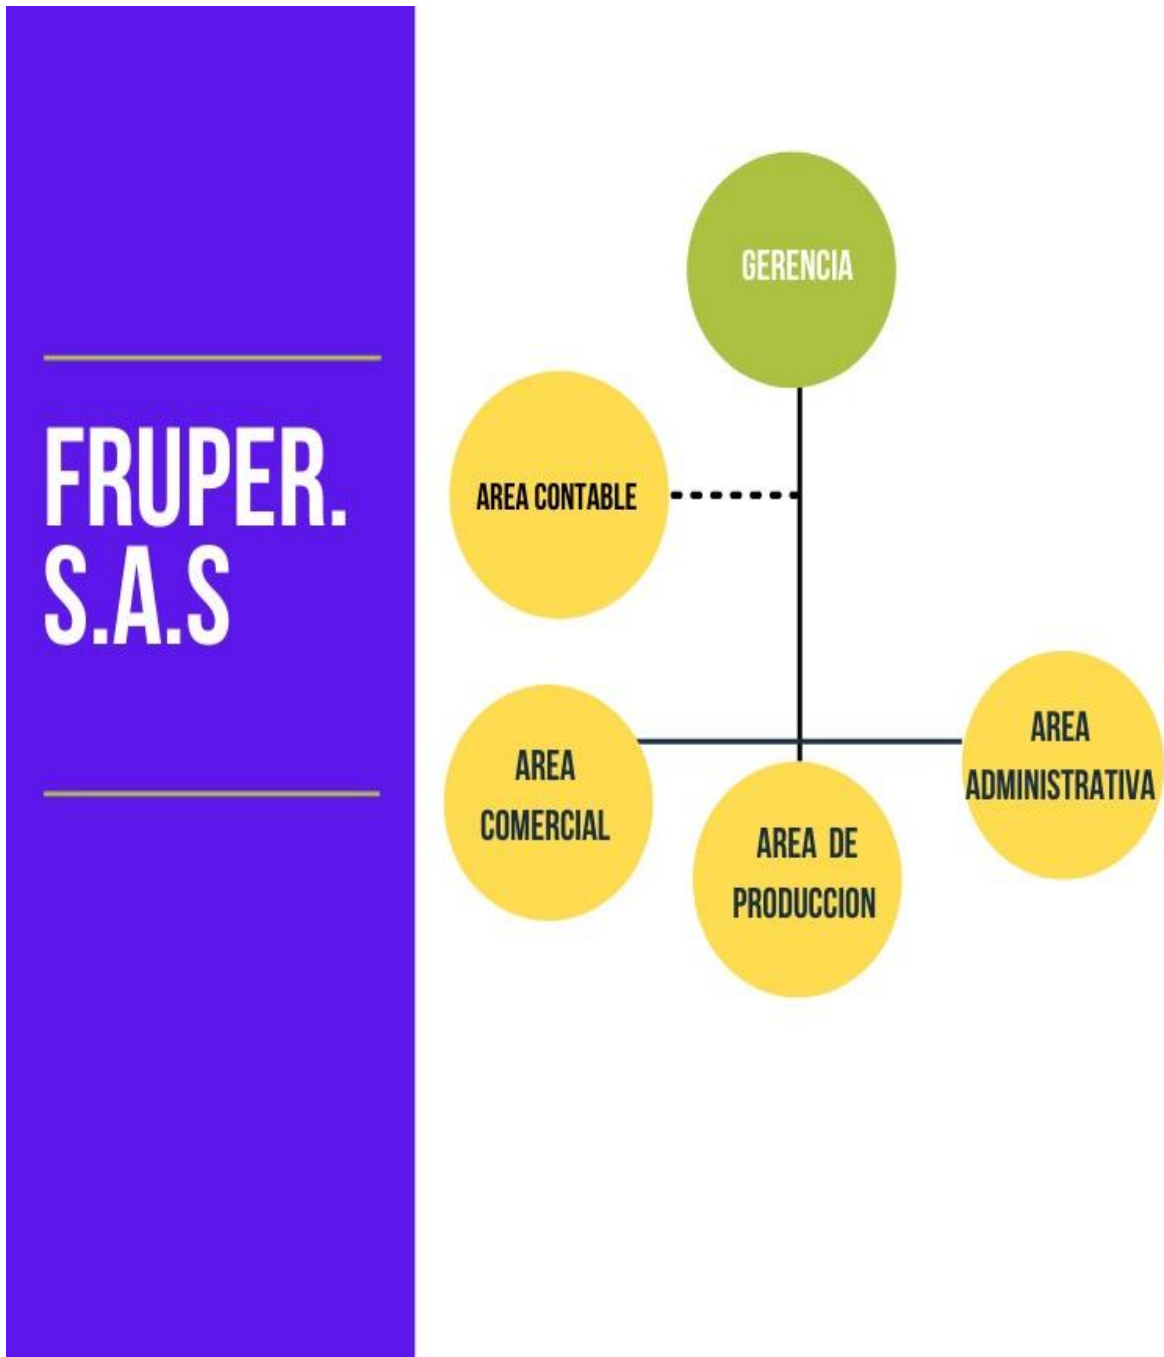 FRUPER.
S.A.S
GERENCIA
AREA CONTABLE
AREA
COMERCIAL
AREA DE
PRODUCCION
AREA
ADMINISTRATIVA